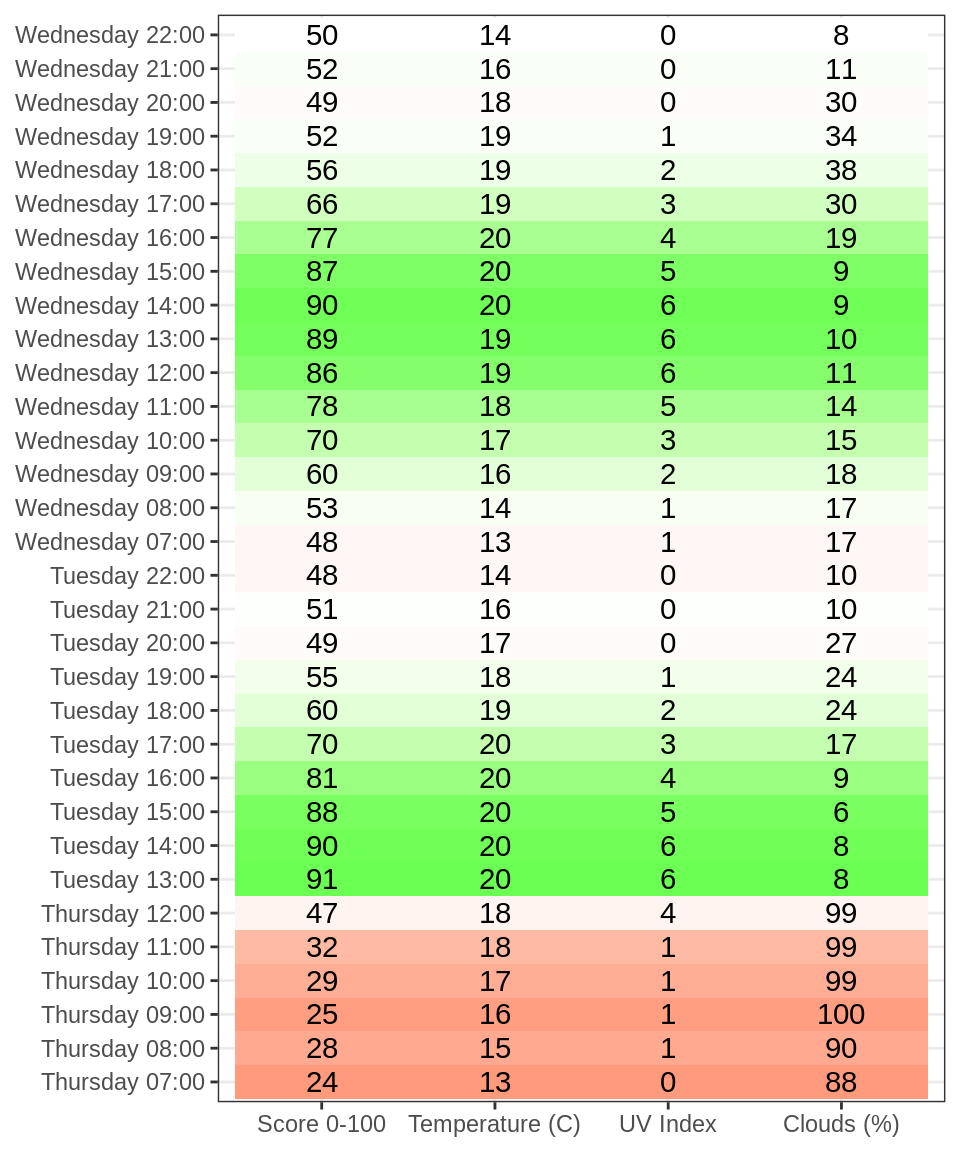 Wednesday 22:00 50 14 0 8
Wednesday 21:00 52 16 0 11
Wednesday 20:00 49 18 0 30
Wednesday 19:00 52 19 1 34
Wednesday 18:00 56 19 2 38
Wednesday 17:00 66 19 3 30
Wednesday 16:00 77 20 4 19
Wednesday 15:00 87 20 5 9
Wednesday 14:00 90 20 6 9
Wednesday 13:00 89 19 6 10
Wednesday 12:00 86 19 6 11
Wednesday 11:00 78 18 5 14
Wednesday 10:00 70 17 3 15
Wednesday 09:00 60 16 2 18
Wednesday 08:00 53 14 1 17
Wednesday 07:00 48 13 1 17
Tuesday 22:00 48 14 0 10
Tuesday 21:00 51 16 0 10
Tuesday 20:00 49 17 0 27
Tuesday 19:00 55 18 1 24
Tuesday 18:00 60 19 2 24
Tuesday 17:00 70 20 3 17
Tuesday 16:00 81 20 4 9
Tuesday 15:00 88 20 5 6
Tuesday 14:00 90 20 6 8
Tuesday 13:00 91 20 6 8
Thursday 12:00 47 18 4 99
Thursday 11:00 32 18 1 99
Thursday 10:00 29 17 1 99
Thursday 09:00 25 16 1 100
Thursday 08:00 28 15 1 90
Thursday 07:00 24 13 0 88
Score 0-100 Temperature (C) UV Index Clouds (%)